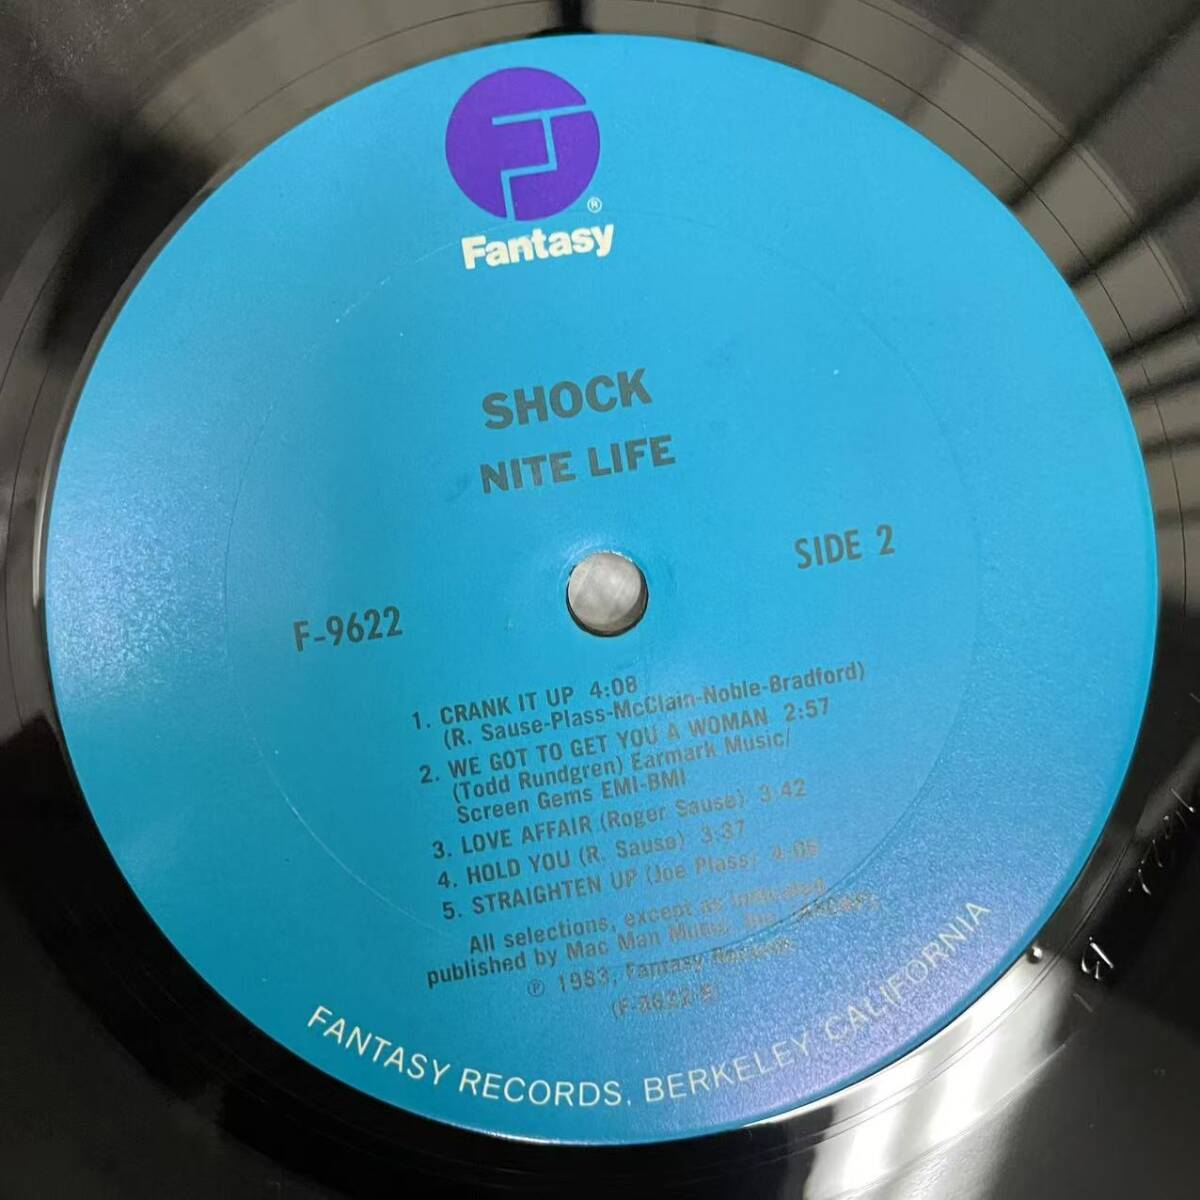 ®
Fantasy
SHOCK
NITE LIFE
SIDE 2
F-9622
1. CRANK IT UP 4:08
(R. Sause-Plass-McClain-Noble-Bradford)
2. WE GOT TO GET YOU A WOMAN 2:57
(Todd Rundgren) Earmark Music/
Screen Gems EMI-BMI
3. LOVE AFFAIR (Roger Sause) 3:42
4. HOLD YOU (R. Sause) 3:37
5. STRAIGHTEN UP (Joe Plass) 4:05
All selections, except as indicated
published by Mac Man Music, Inc. (ASCAP).
℗ 1983, Fantasy Records
FANTASY RECORDS, BERKELEY, CALIFORNIA